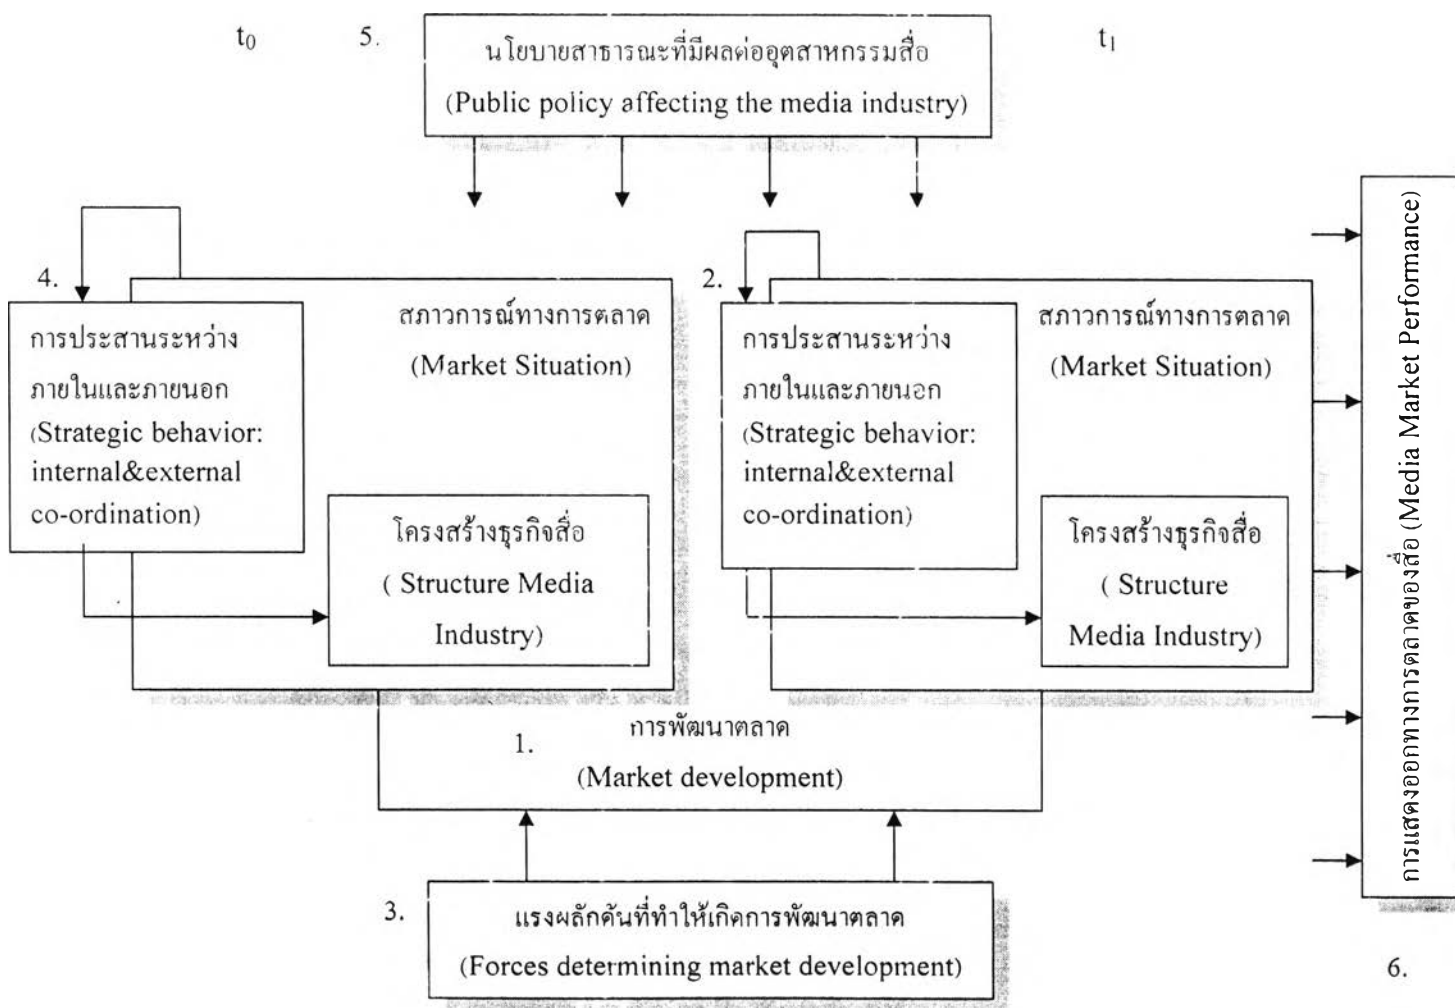 t0
5.
นโยบายสาธารณะที่มีผลต่ออุตสาหกรรมสื่อ
(Public policy affecting the media industry)
t1
4.
การประสานระหว่าง
ภายในและภายนอก
(Strategic behavior:
internal&external
co-ordination)
สภาวการณ์ทางการตลาด
(Market Situation)
โครงสร้างธุรกิจสื่อ
( Structure Media
Industry)
2.
การประสานระหว่าง
ภายในและภายนอก
(Strategic behavior:
internal&external
co-ordination)
สภาวการณ์ทางการตลาด
(Market Situation)
โครงสร้างธุรกิจสื่อ
( Structure
Media Industry)
การแสดงออกทางการตลาดของสื่อ (Media Market Performance)
1.
การพัฒนาตลาด
(Market development)
3.
แรงผลักดันที่ทำให้เกิดการพัฒนาตลาด
(Forces determining market development)
6.